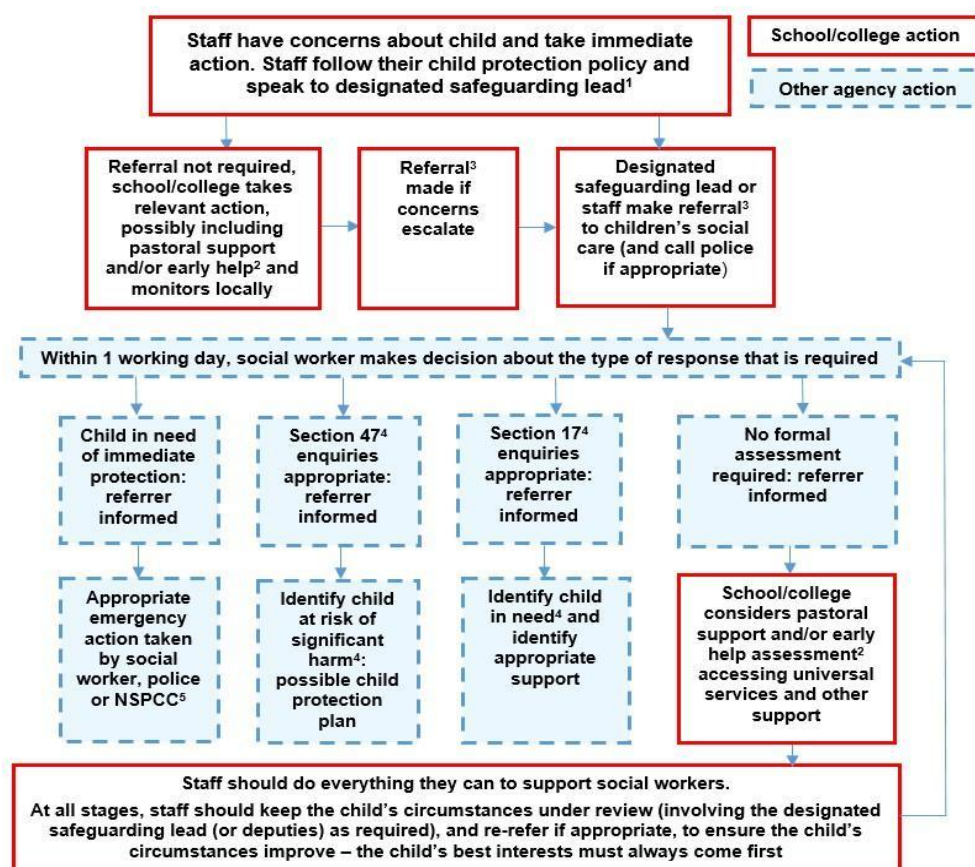 Staff have concerns about child and take immediate
action. Staff follow their child protection policy and
speak to designated safeguarding lead¹
School/college action
Other agency action
Referral not required,
school/college takes
relevant action,
possibly including
pastoral support
and/or early help² and
monitors locally
Referral³
made if
concerns
escalate
Designated
safeguarding lead or
staff make referral³
to children's social
care (and call police
if appropriate)
Within 1 working day, social worker makes decision about the type of response that is required
Child in need
of immediate
protection:
referrer
informed
Section 47⁴
enquiries
appropriate:
referrer
informed
Section 17⁴
enquiries
appropriate:
referrer
informed
No formal
assessment
required: referrer
informed
Appropriate
emergency
action taken
by social
worker, police
or NSPCC⁵
Identify child
at risk of
significant
harm⁴:
possible child
protection
plan
Identify child
in need⁴ and
identify
appropriate
support
School/college
considers pastoral
support and/or early
help assessment²
accessing universal
services and other
support
Staff should do everything they can to support social workers.
At all stages, staff should keep the child's circumstances under review (involving the designated
safeguarding lead (or deputies) as required), and re-refer if appropriate, to ensure the child's
circumstances improve – the child's best interests must always come first